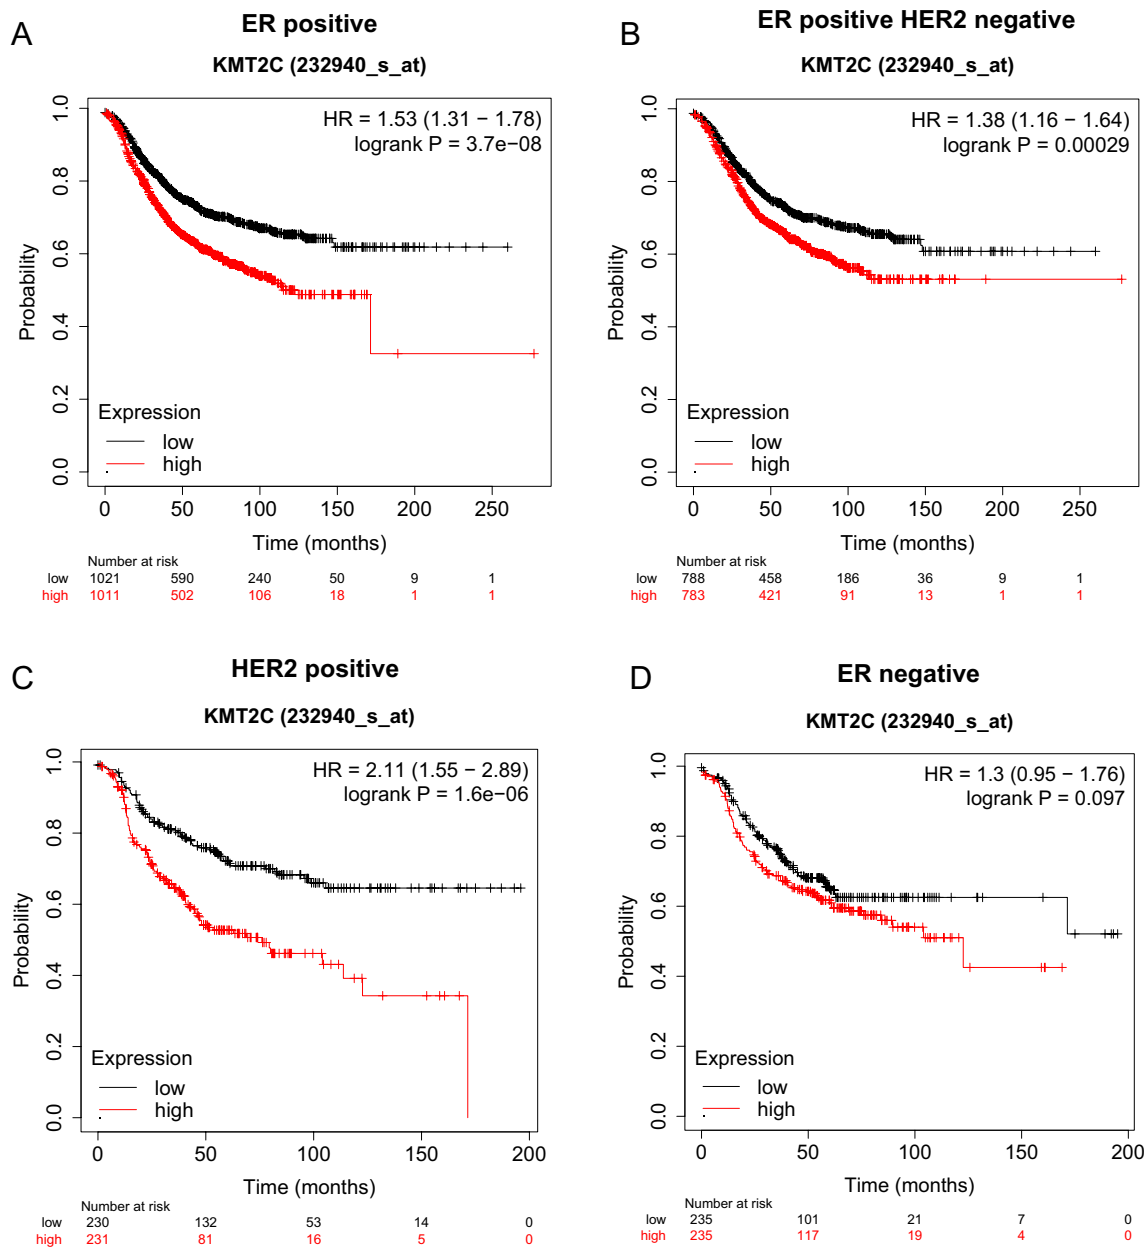 A
ER positive
KMT2C (232940_s_at)
HR = 1.53 (1.31 − 1.78)
logrank P = 3.7e−08
Probability
1.0
0.8
0.6
0.4
0.2
0.0
Expression
low
high
0 50 100 150 200 250
Time (months)
Number at risk
low 1021 590 240 50 9 1
high 1011 502 106 18 1 1
B
ER positive HER2 negative
KMT2C (232940_s_at)
HR = 1.38 (1.16 − 1.64)
logrank P = 0.00029
Probability
1.0
0.8
0.6
0.4
0.2
0.0
Expression
low
high
0 50 100 150 200 250
Time (months)
Number at risk
low 788 458 186 36 9 1
high 783 421 91 13 1 1
C
HER2 positive
KMT2C (232940_s_at)
HR = 2.11 (1.55 − 2.89)
logrank P = 1.6e−06
Probability
1.0
0.8
0.6
0.4
0.2
0.0
Expression
low
high
0 50 100 150 200
Time (months)
Number at risk
low 230 132 53 14 0
high 231 81 16 5 0
D
ER negative
KMT2C (232940_s_at)
HR = 1.3 (0.95 − 1.76)
logrank P = 0.097
Probability
1.0
0.8
0.6
0.4
0.2
0.0
Expression
low
high
0 50 100 150 200
Time (months)
Number at risk
low 235 101 21 7 0
high 235 117 19 4 0